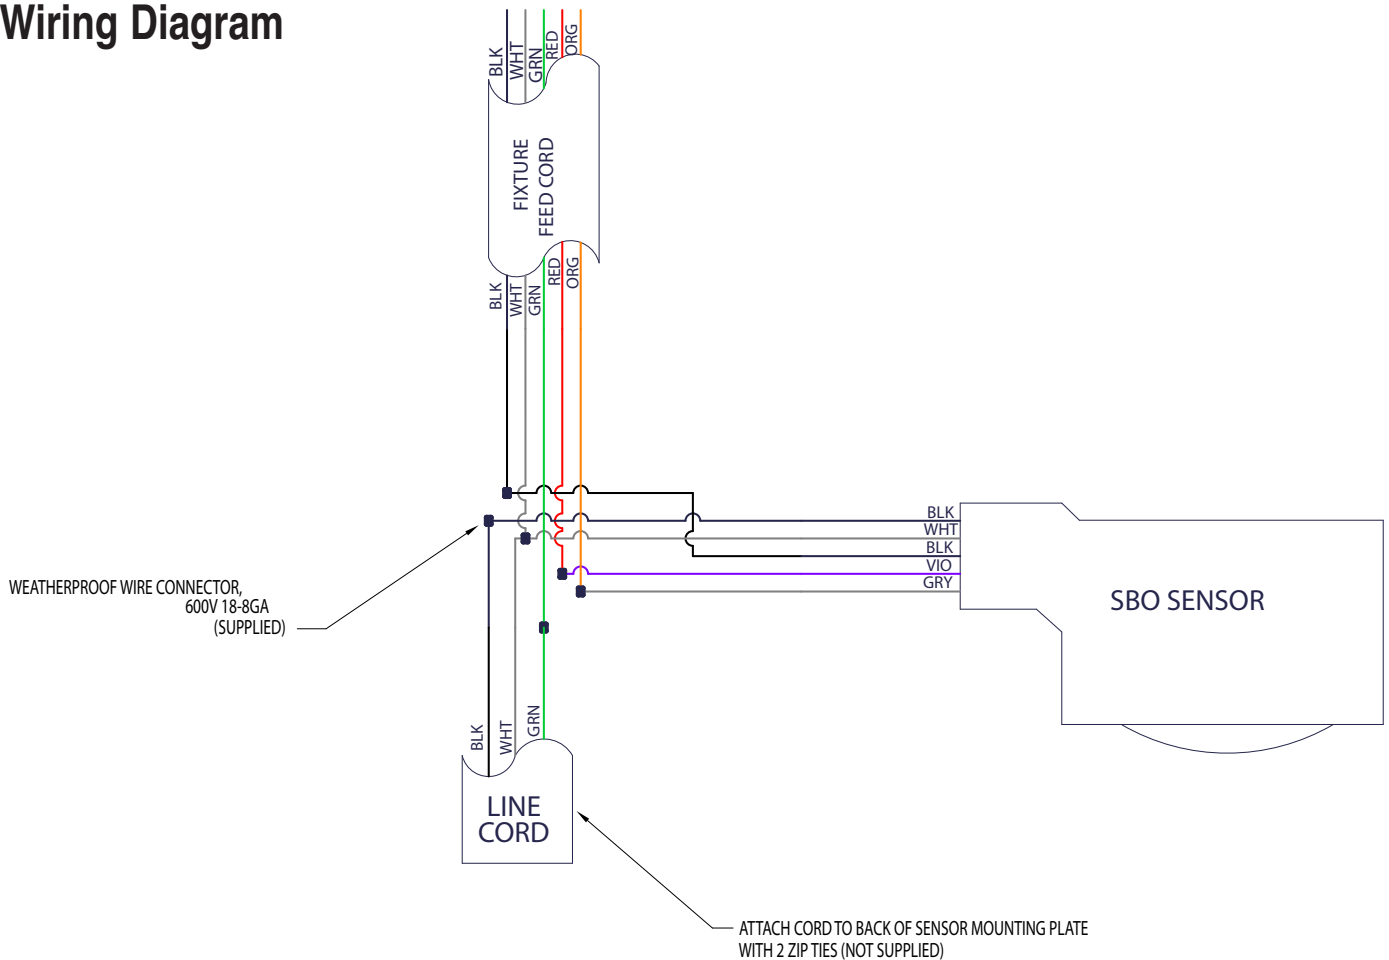 Wiring Diagram
BLK
WHT
GRN
RED
ORG
FIXTURE
FEED CORD
BLK
WHT
GRN
RED
ORG
BLK
WHT
BLK
VIO
GRY
SBO SENSOR
WEATHERPROOF WIRE CONNECTOR,
600V 18-8GA
(SUPPLIED)
BLK
WHT
GRN
LINE
CORD
ATTACH CORD TO BACK OF SENSOR MOUNTING PLATE
WITH 2 ZIP TIES (NOT SUPPLIED)